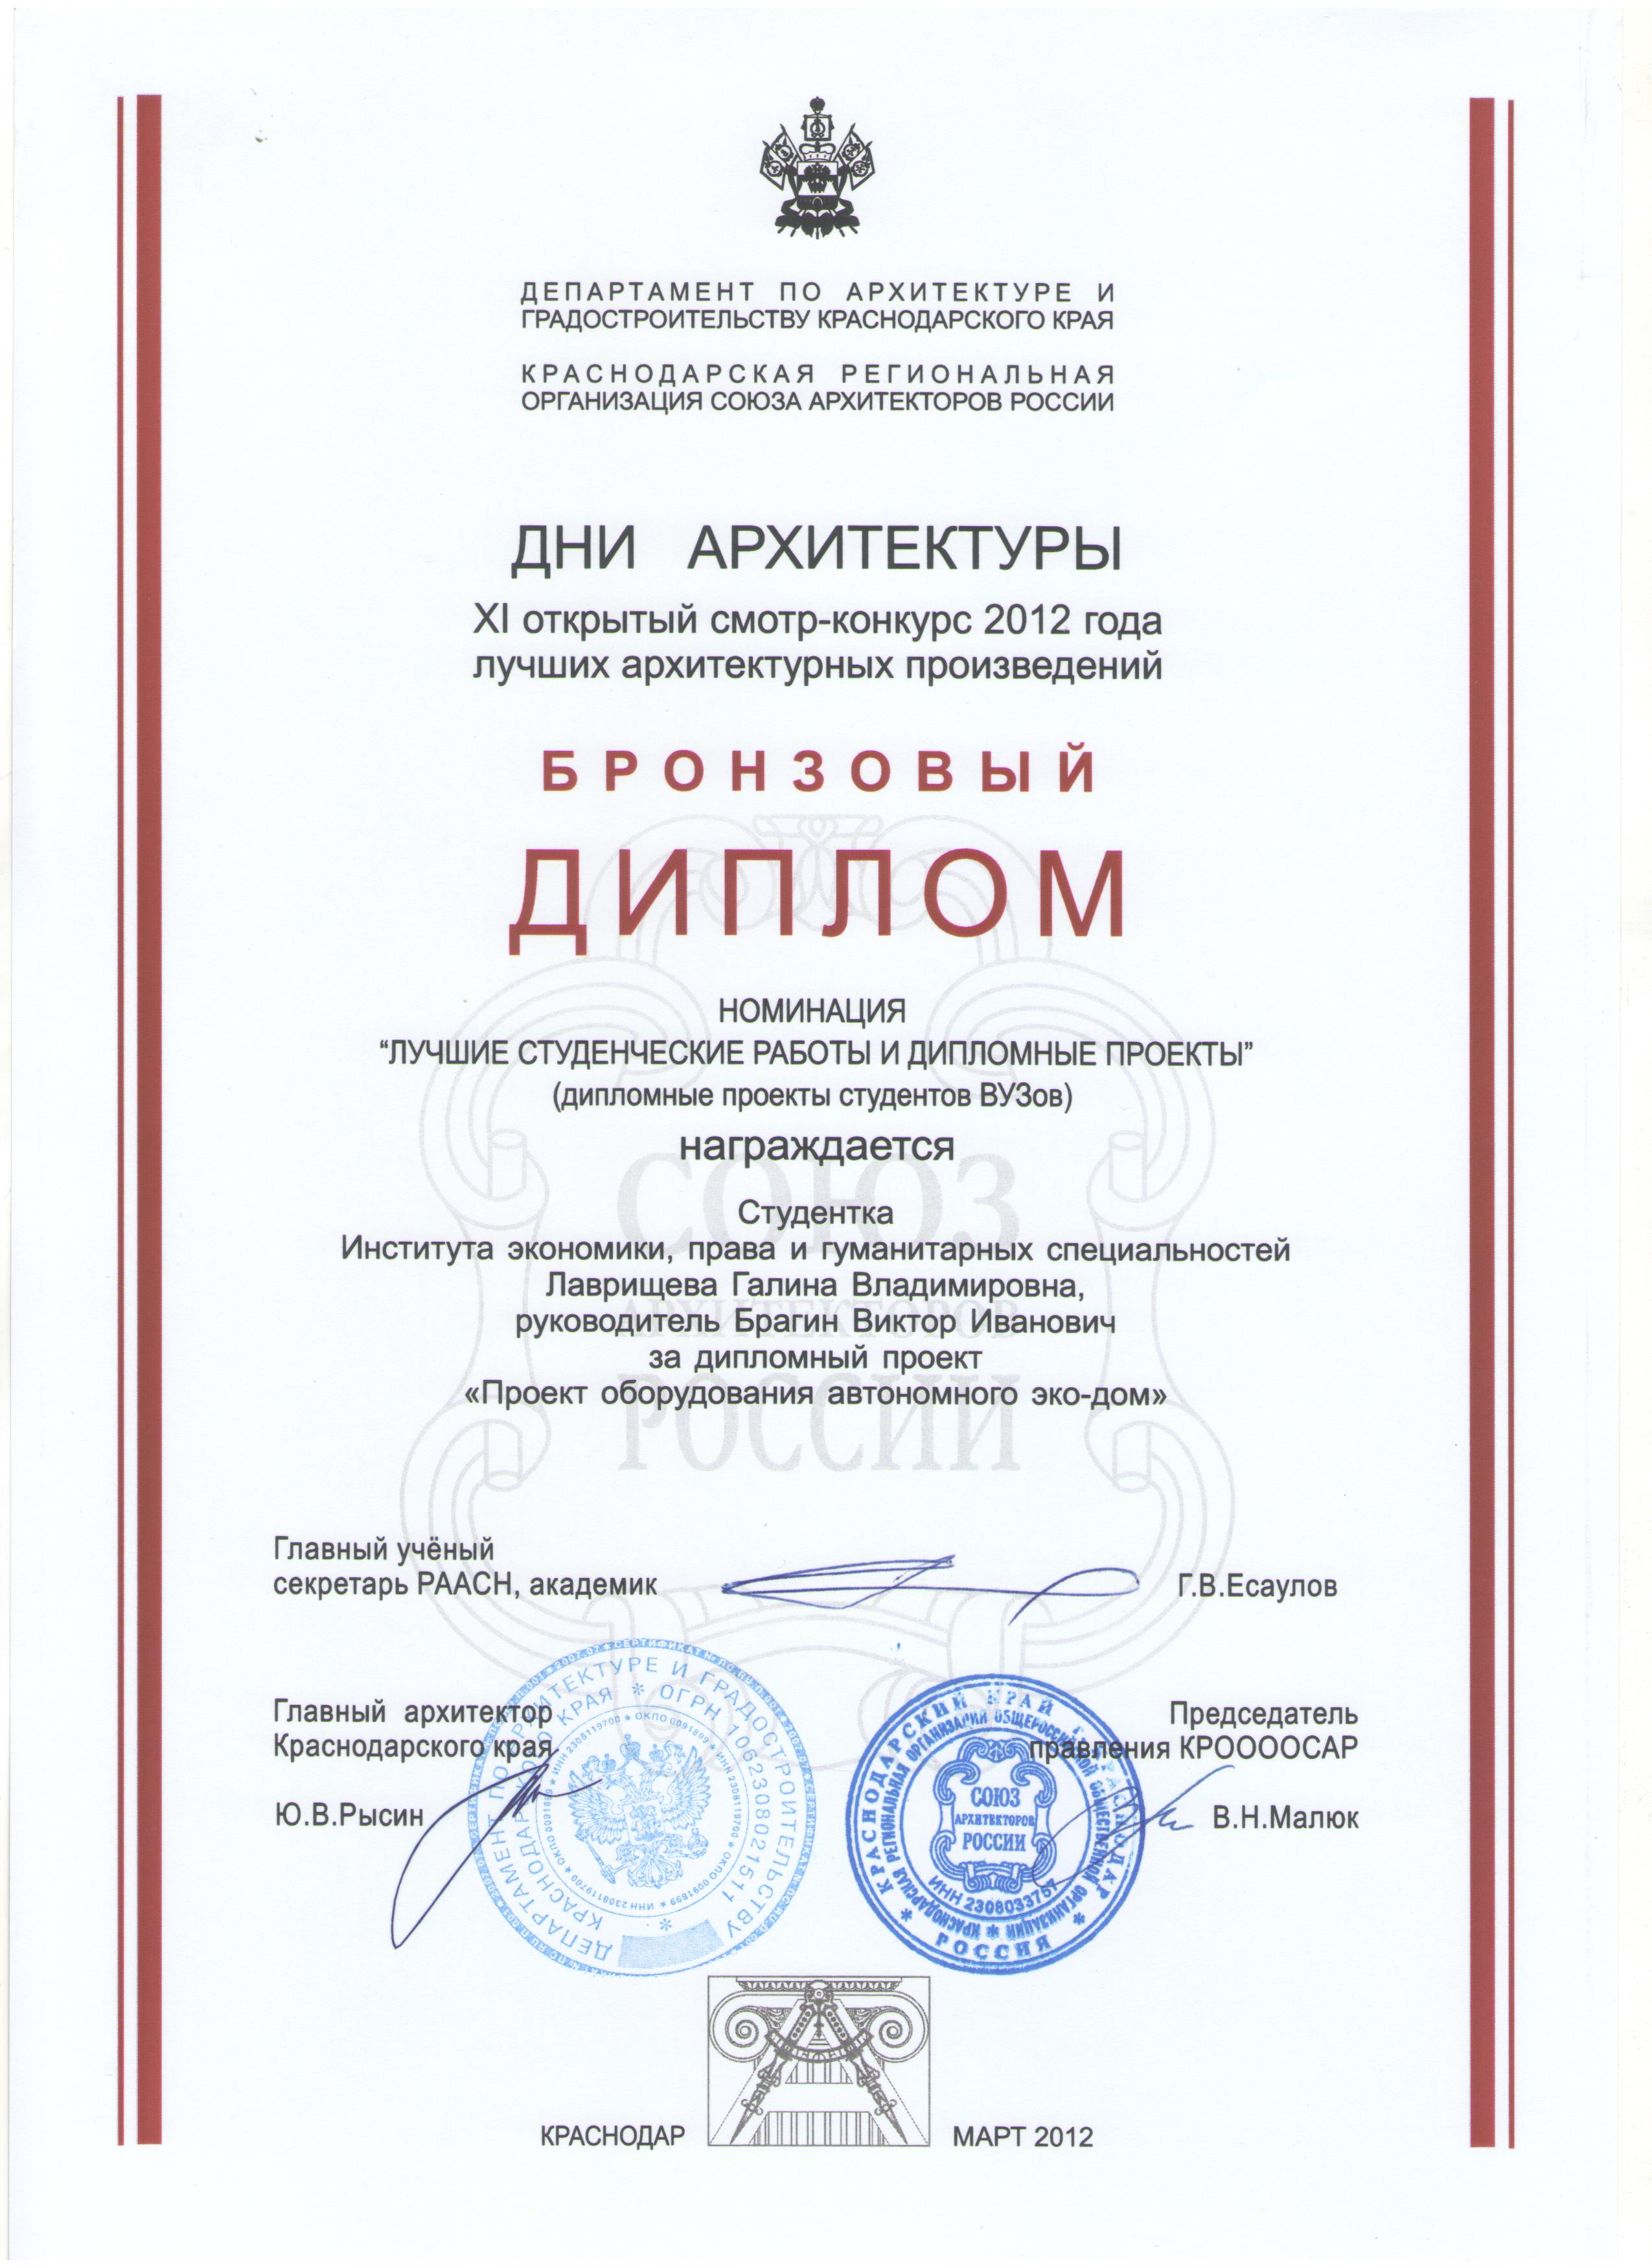 ДЕПАРТАМЕНТ ПО АРХИТЕКТУРЕ И
ГРАДОСТРОИТЕЛЬСТВУ КРАСНОДАРСКОГО КРАЯ
КРАСНОДАРСКАЯ РЕГИОНАЛЬНАЯ
ОРГАНИЗАЦИЯ СОЮЗА АРХИТЕКТОРОВ РОССИИ
ДНИ АРХИТЕКТУРЫ
XI открытый смотр-конкурс 2012 года
лучших архитектурных произведений
БРОНЗОВЫЙ
ДИПЛОМ
НОМИНАЦИЯ
“ЛУЧШИЕ СТУДЕНЧЕСКИЕ РАБОТЫ И ДИПЛОМНЫЕ ПРОЕКТЫ”
(дипломные проекты студентов ВУЗов)
награждается
Студентка
Института экономики, права и гуманитарных специальностей
Лаврищева Галина Владимировна,
руководитель Брагин Виктор Иванович
за дипломный проект
«Проект оборудования автономного эко-дом»
СОЮЗ
АРХИТЕКТОРОВ
РОССИИ
Главный учёный
секретарь РААСН, академик
Г.В.Есаулов
Главный архитектор
Краснодарского края
Ю.В.Рысин
Председатель
правления КРОООOСАР
В.Н.Малюк
ДЕПАРТАМЕНТ ПО АРХИТЕКТУРЕ И ГРАДОСТРОИТЕЛЬСТВУ
КРАСНОДАРСКОГО КРАЯ * ОГРН 1062308021511 *
ИНН 2308119700 * ОКПО 0091899
* КРАСНОДАРСКИЙ КРАЙ г. КРАСНОДАР *
РОССИЯ
КРАСНОДАРСКАЯ РЕГИОНАЛЬНАЯ ОРГАНИЗАЦИЯ ОБЩЕРОССИЙСКОЙ ОБЩЕСТВЕННОЙ ОРГАНИЗАЦИИ *
СОЮЗ
АРХИТЕКТОРОВ
РОССИИ
ИНН 2308033757
КРАСНОДАР
МАРТ 2012